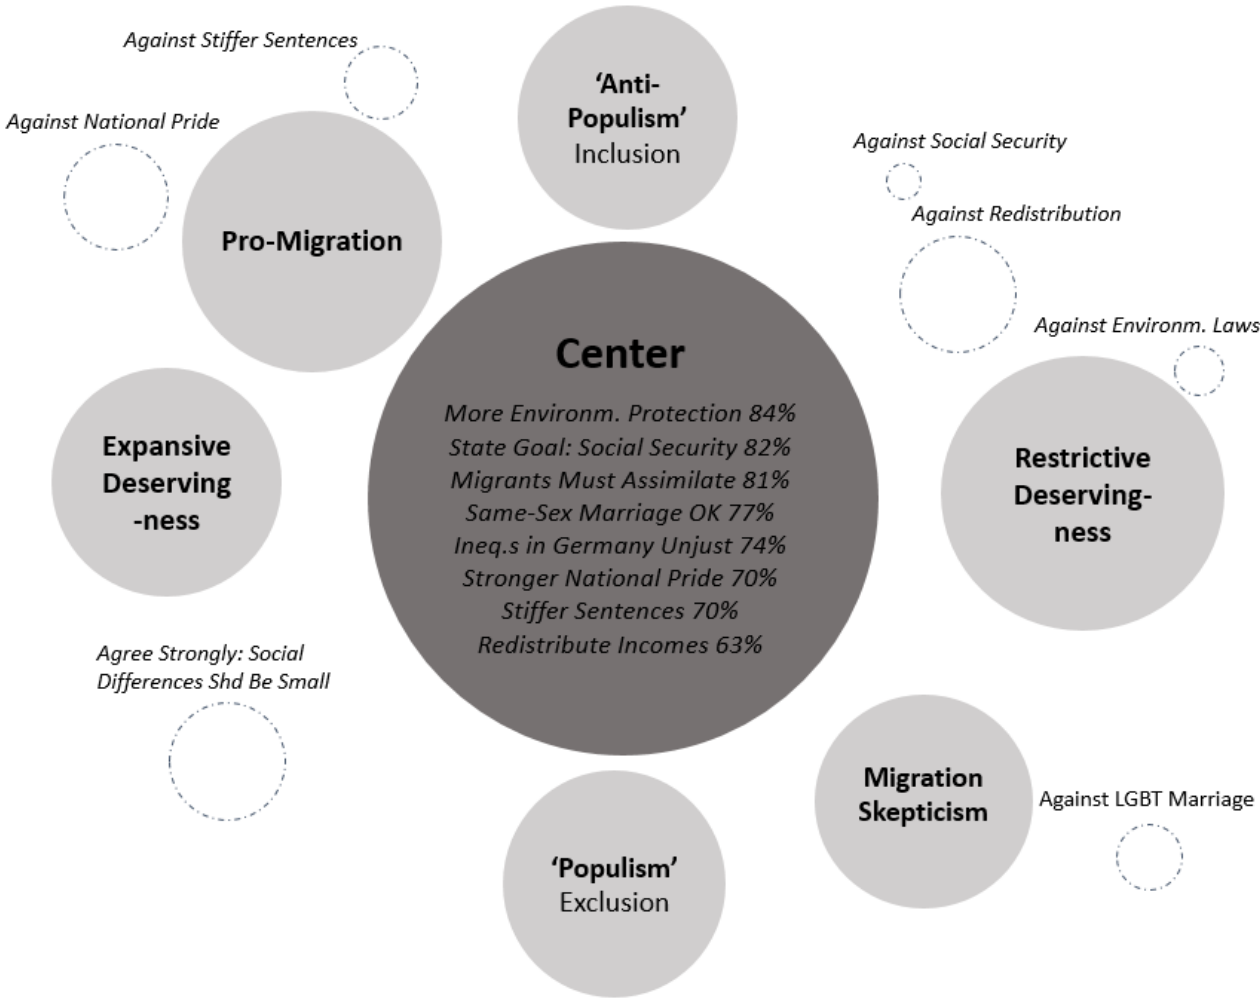 Against Stiffer Sentences
Against National Pride
Pro-Migration
‘Anti-
Populism’
Inclusion
Against Social Security
Against Redistribution
Against Environm. Laws
Expansive
Deserving
-ness
Center
More Environm. Protection 84%
State Goal: Social Security 82%
Migrants Must Assimilate 81%
Same-Sex Marriage OK 77%
Ineq.s in Germany Unjust 74%
Stronger National Pride 70%
Stiffer Sentences 70%
Redistribute Incomes 63%
Restrictive
Deserving-
ness
Agree Strongly: Social
Differences Shd Be Small
‘Populism’
Exclusion
Migration
Skepticism
Against LGBT Marriage